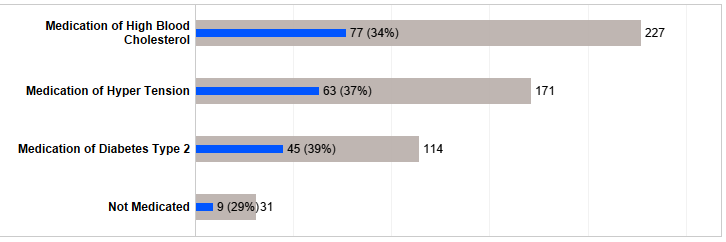 Medication of High Blood
Cholesterol
77 (34%)
227
Medication of Hyper Tension
63 (37%)
171
Medication of Diabetes Type 2
45 (39%)
114
Not Medicated
9 (29%)
31